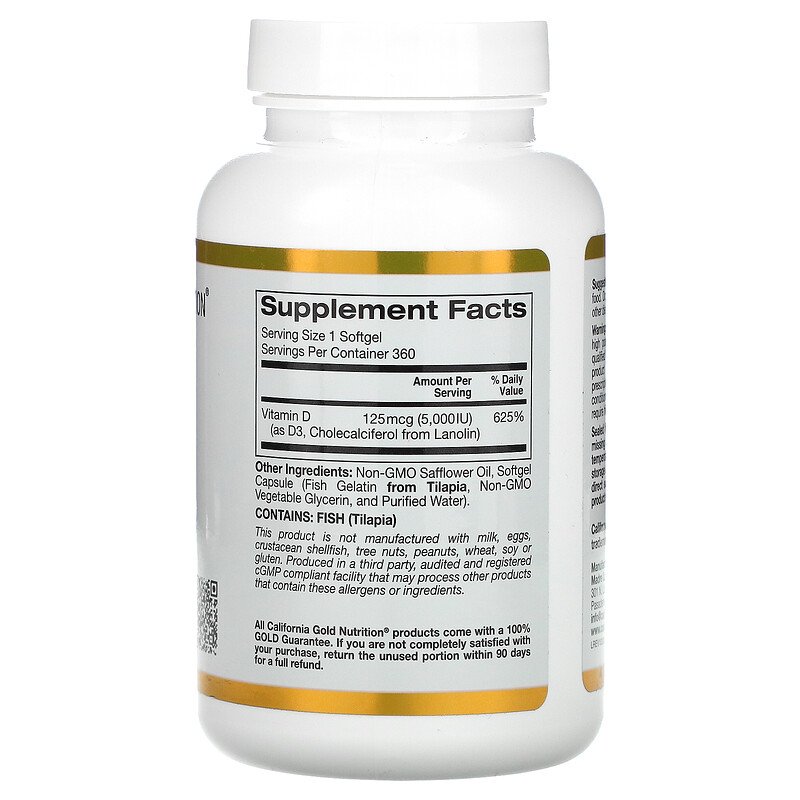 Supplement Facts
Serving Size 1 Softgel
Servings Per Container 360
Amount Per Serving
% Daily Value
Vitamin D 125mcg (5,000IU) 625%
(as D3, Cholecalciferol from Lanolin)
Other Ingredients: Non-GMO Safflower Oil, Softgel
Capsule (Fish Gelatin from Tilapia, Non-GMO
Vegetable Glycerin, and Purified Water).
CONTAINS: FISH (Tilapia)
This product is not manufactured with milk, eggs,
crustacean shellfish, tree nuts, peanuts, wheat, soy or
gluten. Produced in a third party, audited and registered
cGMP compliant facility that may process other products
that contain these allergens or ingredients.
All California Gold Nutrition® products come with a 100%
GOLD Guarantee. If you are not completely satisfied with
your purchase, return the unused portion within 90 days
for a full refund.
food.
other
high
qualified
product